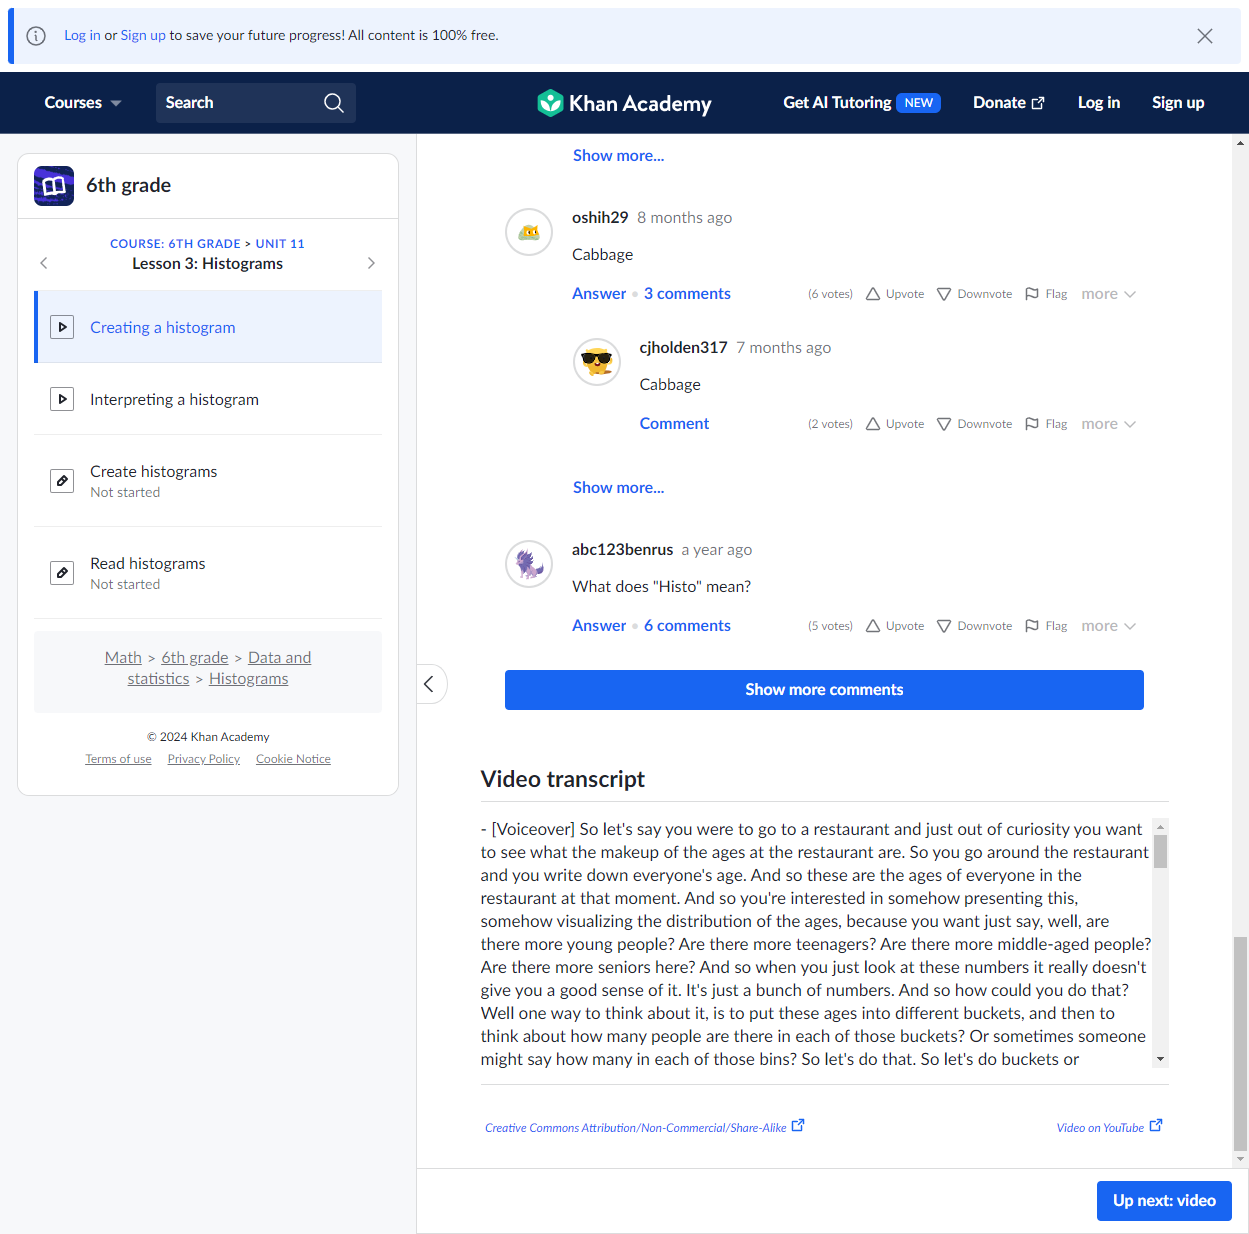 Log in or Sign up to save your future progress! All content is 100% free.
Courses
Search
Khan Academy
Get AI Tutoring NEW
Donate
Log in
Sign up
6th grade
COURSE: 6TH GRADE > UNIT 11
Lesson 3: Histograms
Creating a histogram
Interpreting a histogram
Create histograms
Not started
Read histograms
Not started
Math > 6th grade > Data and
statistics > Histograms
© 2024 Khan Academy
Terms of use Privacy Policy Cookie Notice
Show more...
oshih29 8 months ago
Cabbage
Answer • 3 comments (6 votes) Upvote Downvote Flag more
cjholden317 7 months ago
Cabbage
Comment (2 votes) Upvote Downvote Flag more
Show more...
abc123benrus a year ago
What does "Histo" mean?
Answer • 6 comments (5 votes) Upvote Downvote Flag more
Show more comments
Video transcript
- [Voiceover] So let's say you were to go to a restaurant and just out of curiosity you want
to see what the makeup of the ages at the restaurant are. So you go around the restaurant
and you write down everyone's age. And so these are the ages of everyone in the
restaurant at that moment. And so you're interested in somehow presenting this,
somehow visualizing the distribution of the ages, because you want just say, well, are
there more young people? Are there more teenagers? Are there more middle-aged people?
Are there more seniors here? And so when you just look at these numbers it really doesn't
give you a good sense of it. It's just a bunch of numbers. And so how could you do that?
Well one way to think about it, is to put these ages into different buckets, and then to
think about how many people are there in each of those buckets? Or sometimes someone
might say how many in each of those bins? So let's do that. So let's do buckets or
Creative Commons Attribution/Non-Commercial/Share-Alike
Video on YouTube
Up next: video